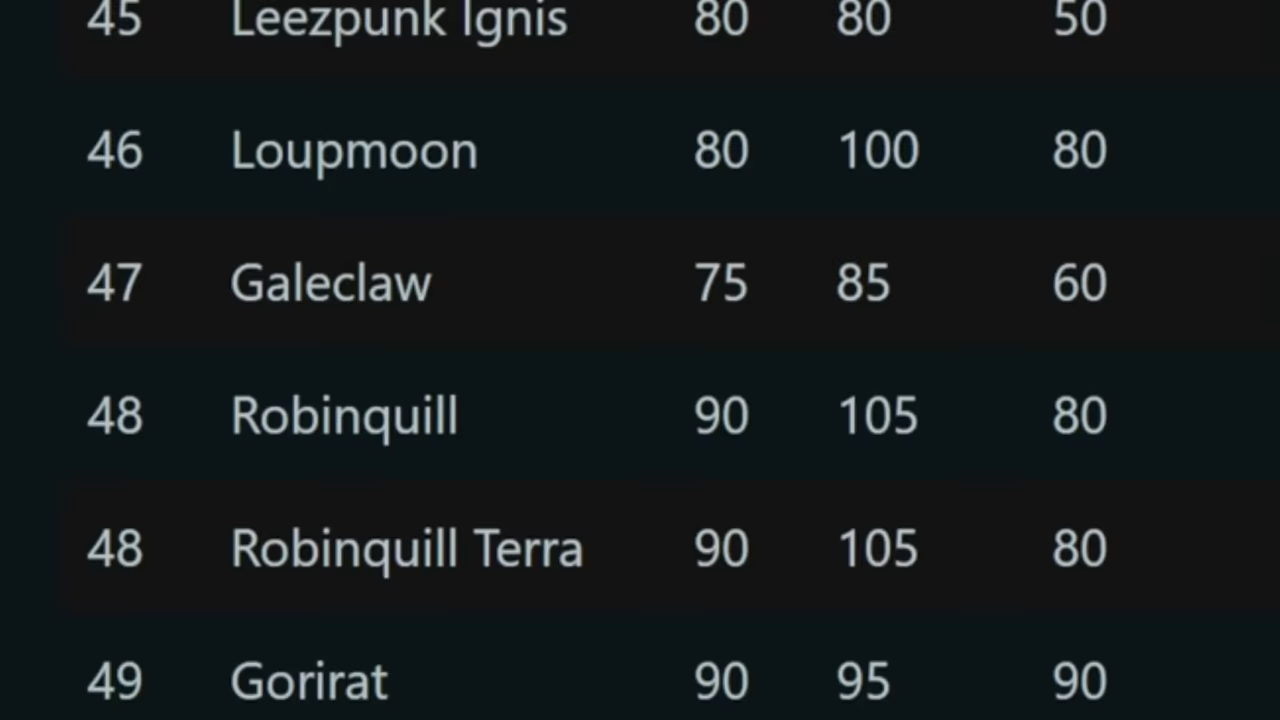 45 Leezpunk Ignis 80 80 50
46 Loupmoon 80 100 80
47 Galeclaw 75 85 60
48 Robinquill 90 105 80
48 Robinquill Terra 90 105 80
49 Gorirat 90 95 90